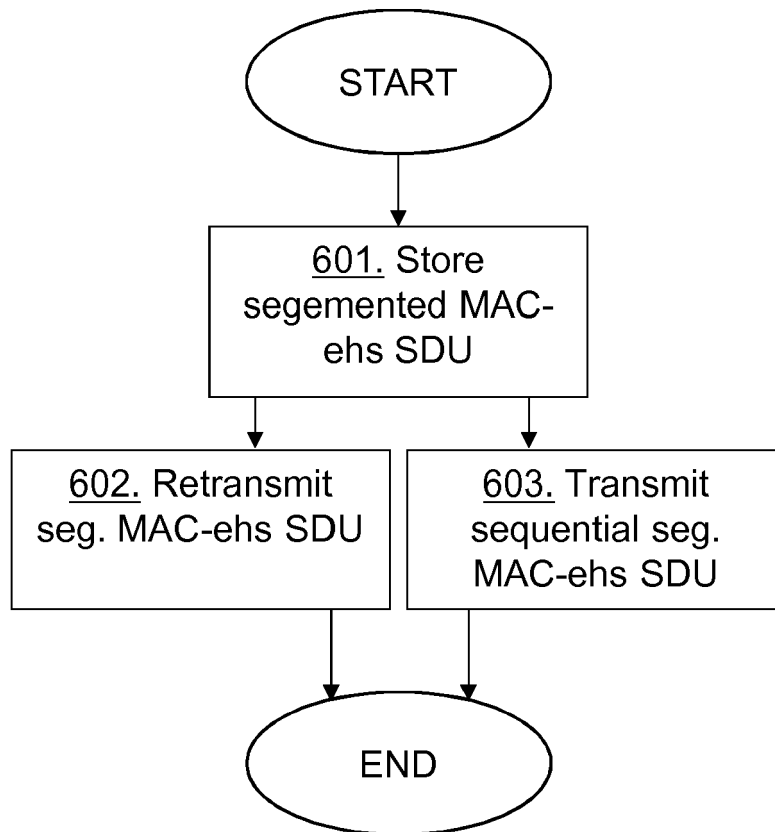 START
601. Store
segemented MAC-
ehs SDU
602. Retransmit
seg. MAC-ehs SDU
603. Transmit
sequential seg.
MAC-ehs SDU
END